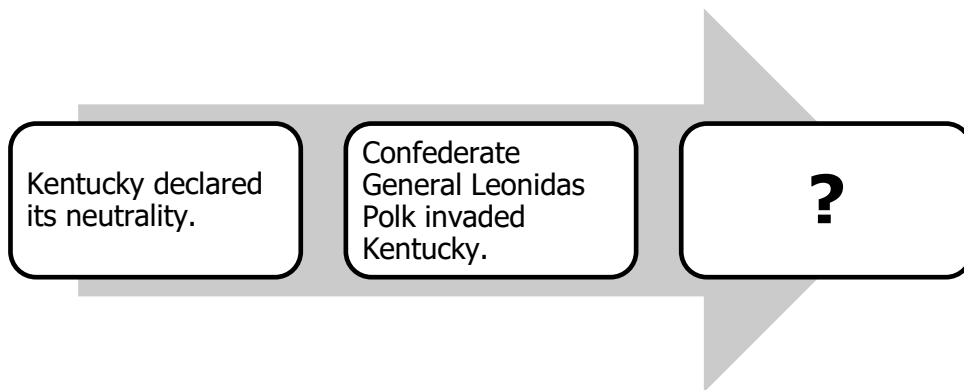 Kentucky declared
its neutrality.
Confederate
General Leonidas
Polk invaded
Kentucky.
?